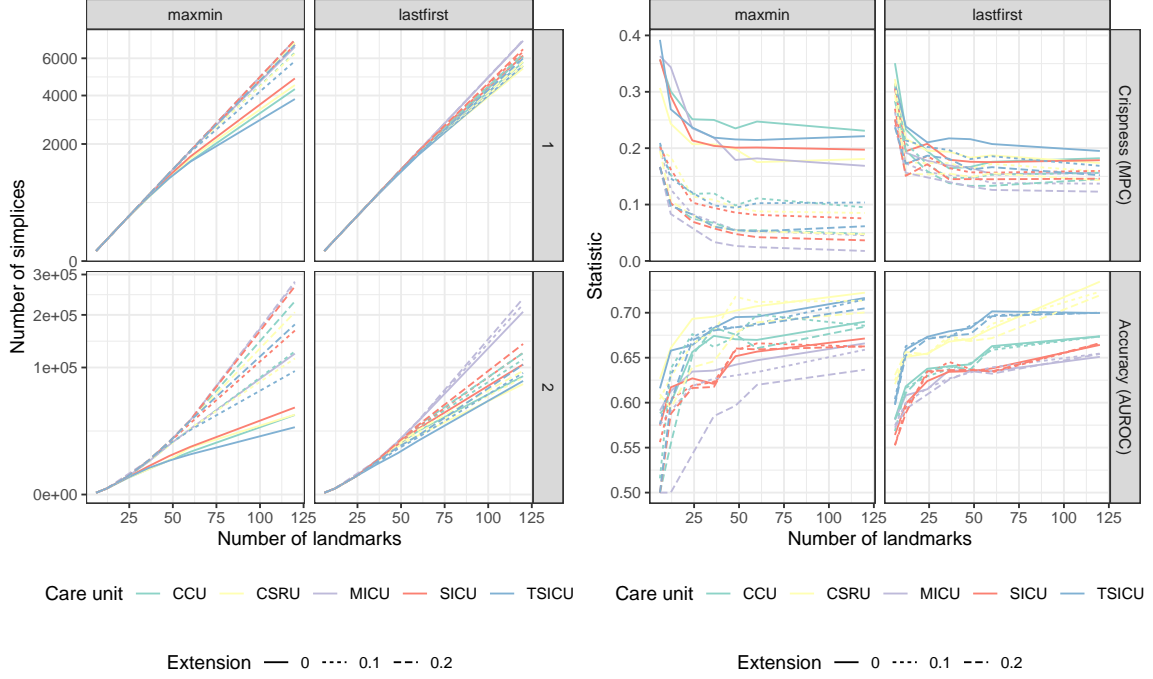 maxmin
lastfirst
Number of simplices
6000
4000
2000
0
1
3e+05
2e+05
1e+05
0e+00
2
25
50
75
100
125
25
50
75
100
125
Number of landmarks
Care unit
CCU
CSRU
MICU
SICU
TSICU
Extension
0
0.1
0.2
maxmin
lastfirst
Statistic
0.4
0.3
0.2
0.1
0.0
Crispness (MPC)
0.70
0.65
0.60
0.55
0.50
Accuracy (AUROC)
25
50
75
100
125
25
50
75
100
125
Number of landmarks
Care unit
CCU
CSRU
MICU
SICU
TSICU
Extension
0
0.1
0.2